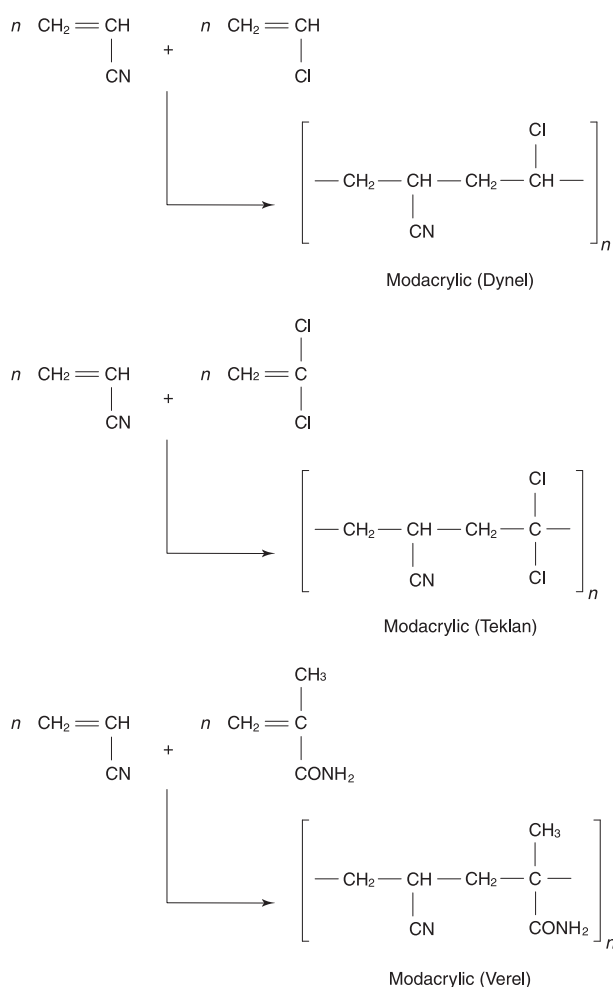 n CH2 = CH + n CH2 = CH
CN Cl
Cl
— CH2 — CH — CH2 — CH —
CN n
Modacrylic (Dynel)
Cl
n CH2 = CH + n CH2 = C
CN Cl
Cl
— CH2 — CH — CH2 — C —
CN Cl n
Modacrylic (Teklan)
CH3
n CH2 = CH + n CH2 = C
CN CONH2
CH3
— CH2 — CH — CH2 — C —
CN CONH2 n
Modacrylic (Verel)